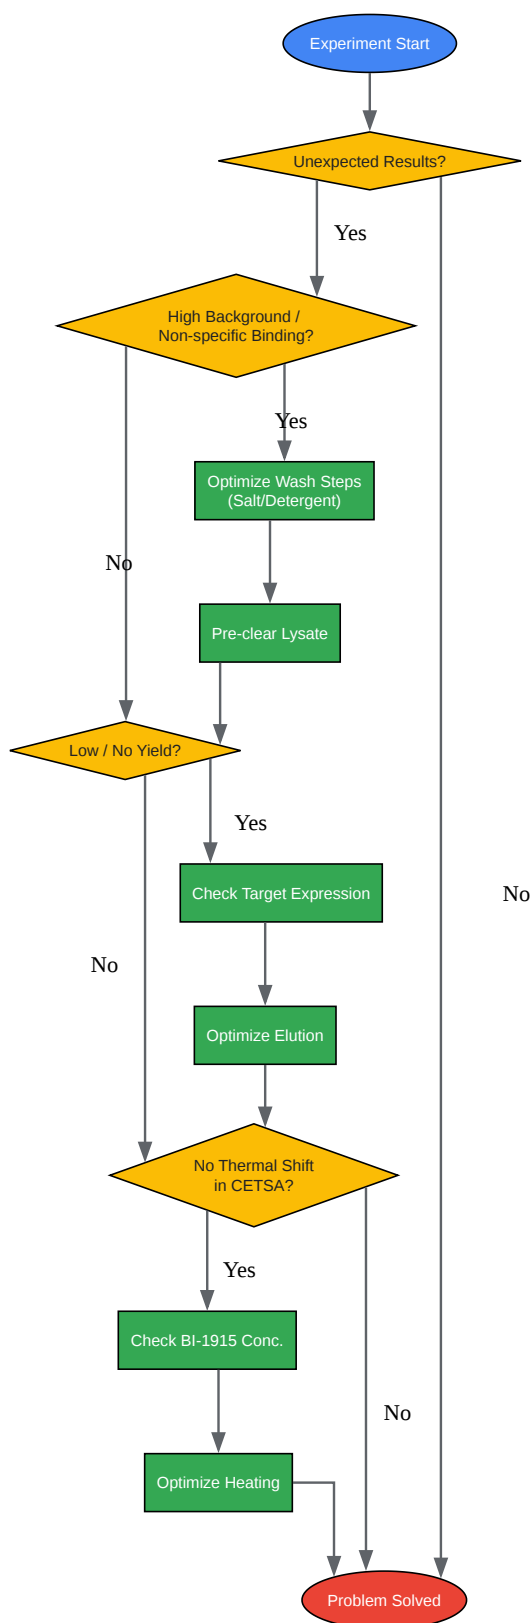 Experiment Start
Unexpected Results?
Yes
High Background /
Non-specific Binding?
Yes
Optimize Wash Steps
(Salt/Detergent)
No
Pre-clear Lysate
Low / No Yield?
Yes
Check Target Expression
No
No
Optimize Elution
No Thermal Shift
in CETSA?
Yes
Check BI-1915 Conc.
No
Optimize Heating
Problem Solved